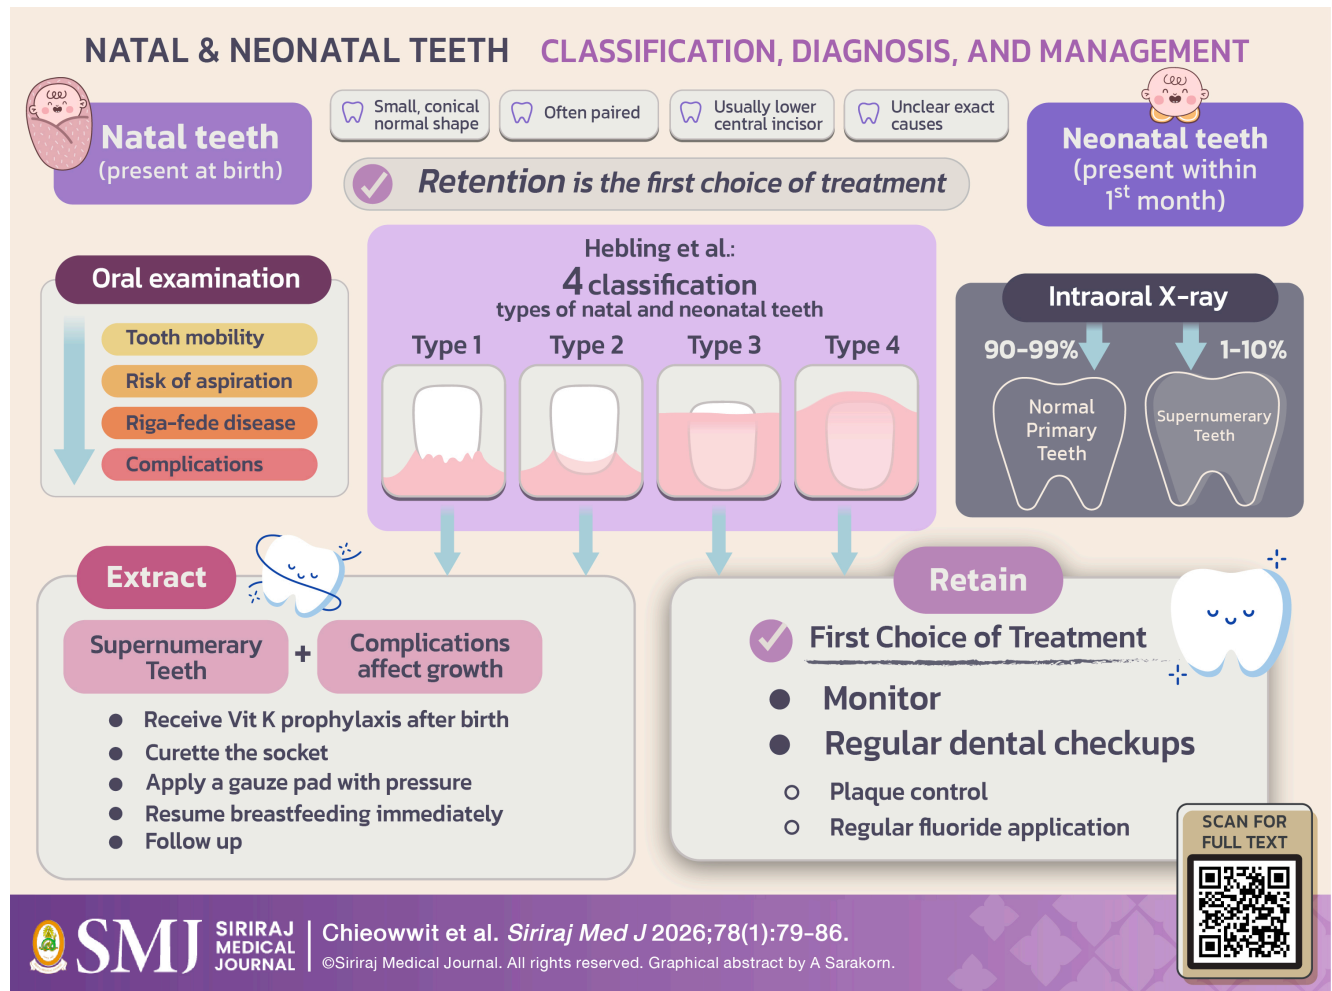 NATAL & NEONATAL TEETH CLASSIFICATION, DIAGNOSIS, AND MANAGEMENT
Natal teeth
(present at birth)
Small, conical
normal shape
Often paired
Usually lower
central incisor
Unclear exact
causes
Neonatal teeth
(present within
1st month)
Retention is the first choice of treatment
Oral examination
Tooth mobility
Risk of aspiration
Riga-fede disease
Complications
Hebling et al.:
4 classification
types of natal and neonatal teeth
Type 1
Type 2
Type 3
Type 4
Intraoral X-ray
90-99%
1-10%
Normal
Primary
Teeth
Supernumerary
Teeth
Extract
Supernumerary
Teeth
+
Complications
affect growth
● Receive Vit K prophylaxis after birth
● Curette the socket
● Apply a gauze pad with pressure
● Resume breastfeeding immediately
● Follow up
Retain
First Choice of Treatment
● Monitor
● Regular dental checkups
○ Plaque control
○ Regular fluoride application
SCAN FOR
FULL TEXT
SMJ
SIRIRAJ
MEDICAL
JOURNAL
Chieowwit et al. Siriraj Med J 2026;78(1):79-86.
©Siriraj Medical Journal. All rights reserved. Graphical abstract by A Sarakorn.